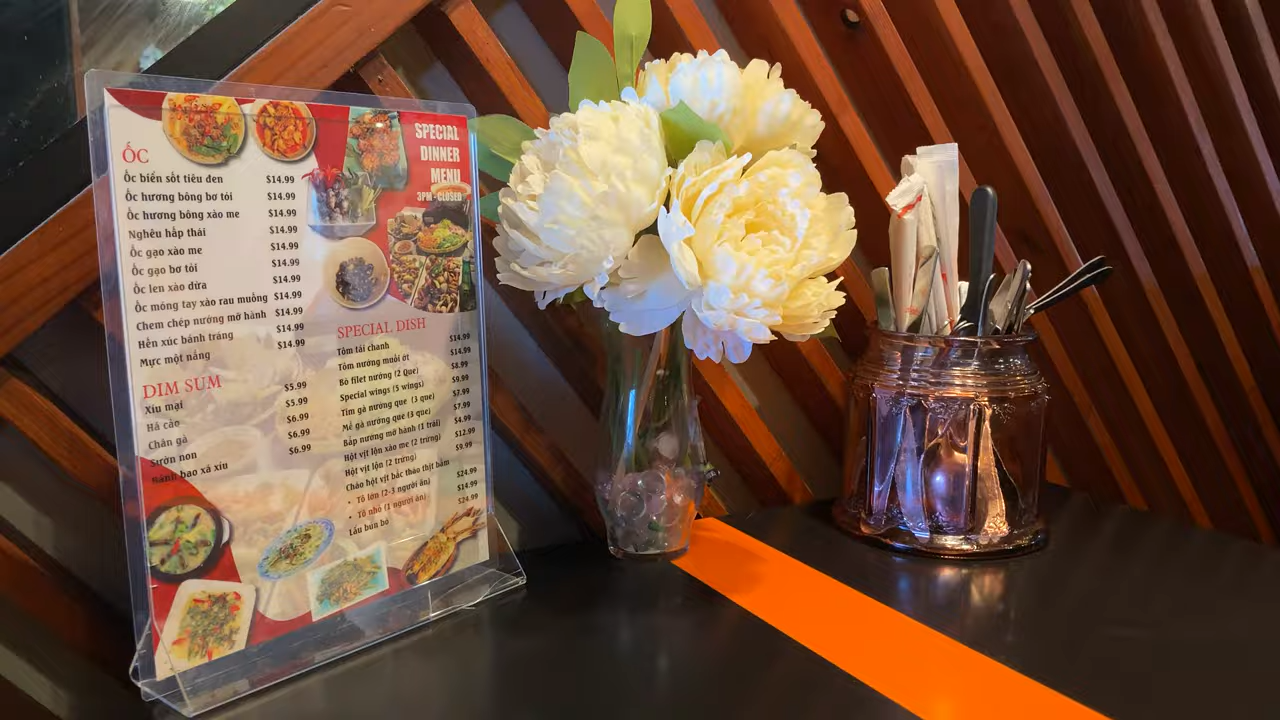 SPECIAL
DINNER
MENU
3PM - CLOSED
ỐC
Ốc biển sốt tiêu đen $14.99
Ốc hương bông bơ tỏi $14.99
Ốc hương bông xào me $14.99
Nghêu hấp thái $14.99
Ốc gạo xào me $14.99
Ốc gạo bơ tỏi $14.99
Ốc len xào dừa $14.99
Ốc móng tay xào rau muống $14.99
Chem chép nướng mỡ hành $14.99
Hến xúc bánh tráng $14.99
Mực một nắng
DIM SUM
Xíu mại $5.99
Há cảo $5.99
Chân gà $6.99
Sườn non $6.99
Bánh bao xá xíu $6.99
SPECIAL DISH
Tôm tái chanh $14.99
Tôm nướng muối ớt $14.99
Bò filet nướng (2 Que) $8.99
Special wings (5 wings) $9.99
Tim gà nướng que (3 que) $7.99
Mề gà nướng que (3 que) $7.99
Bắp nướng mỡ hành (1 trái) $4.99
Hột vịt lộn xào me (2 trứng) $12.99
Hột vịt lộn (2 trứng) $9.99
Cháo hột vịt bắc thảo thịt bằm
• Tô lớn (2-3 người ăn) $24.99
• Tô nhỏ (1 người ăn) $14.99
Lẩu bún bò $24.99